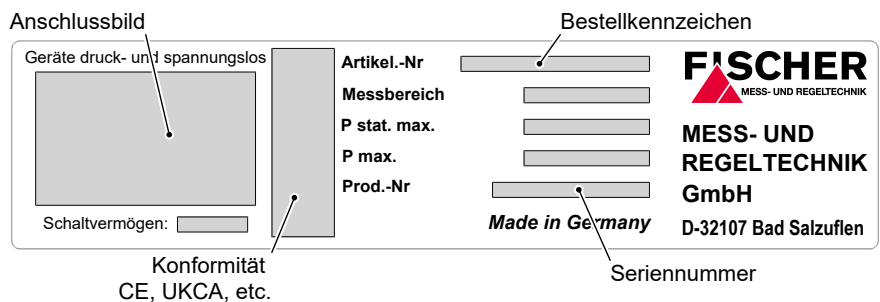 Anschlussbild
Bestellkennzeichen
Geräte druck- und spannungslos
Schaltvermögen:
Artikel.-Nr
Messbereich
P stat. max.
P max.
Prod.-Nr
Made in Germany
FISCHER
MESS- UND REGELTECHNIK
MESS- UND
REGELTECHNIK
GmbH
D-32107 Bad Salzuflen
Konformität
CE, UKCA, etc.
Seriennummer